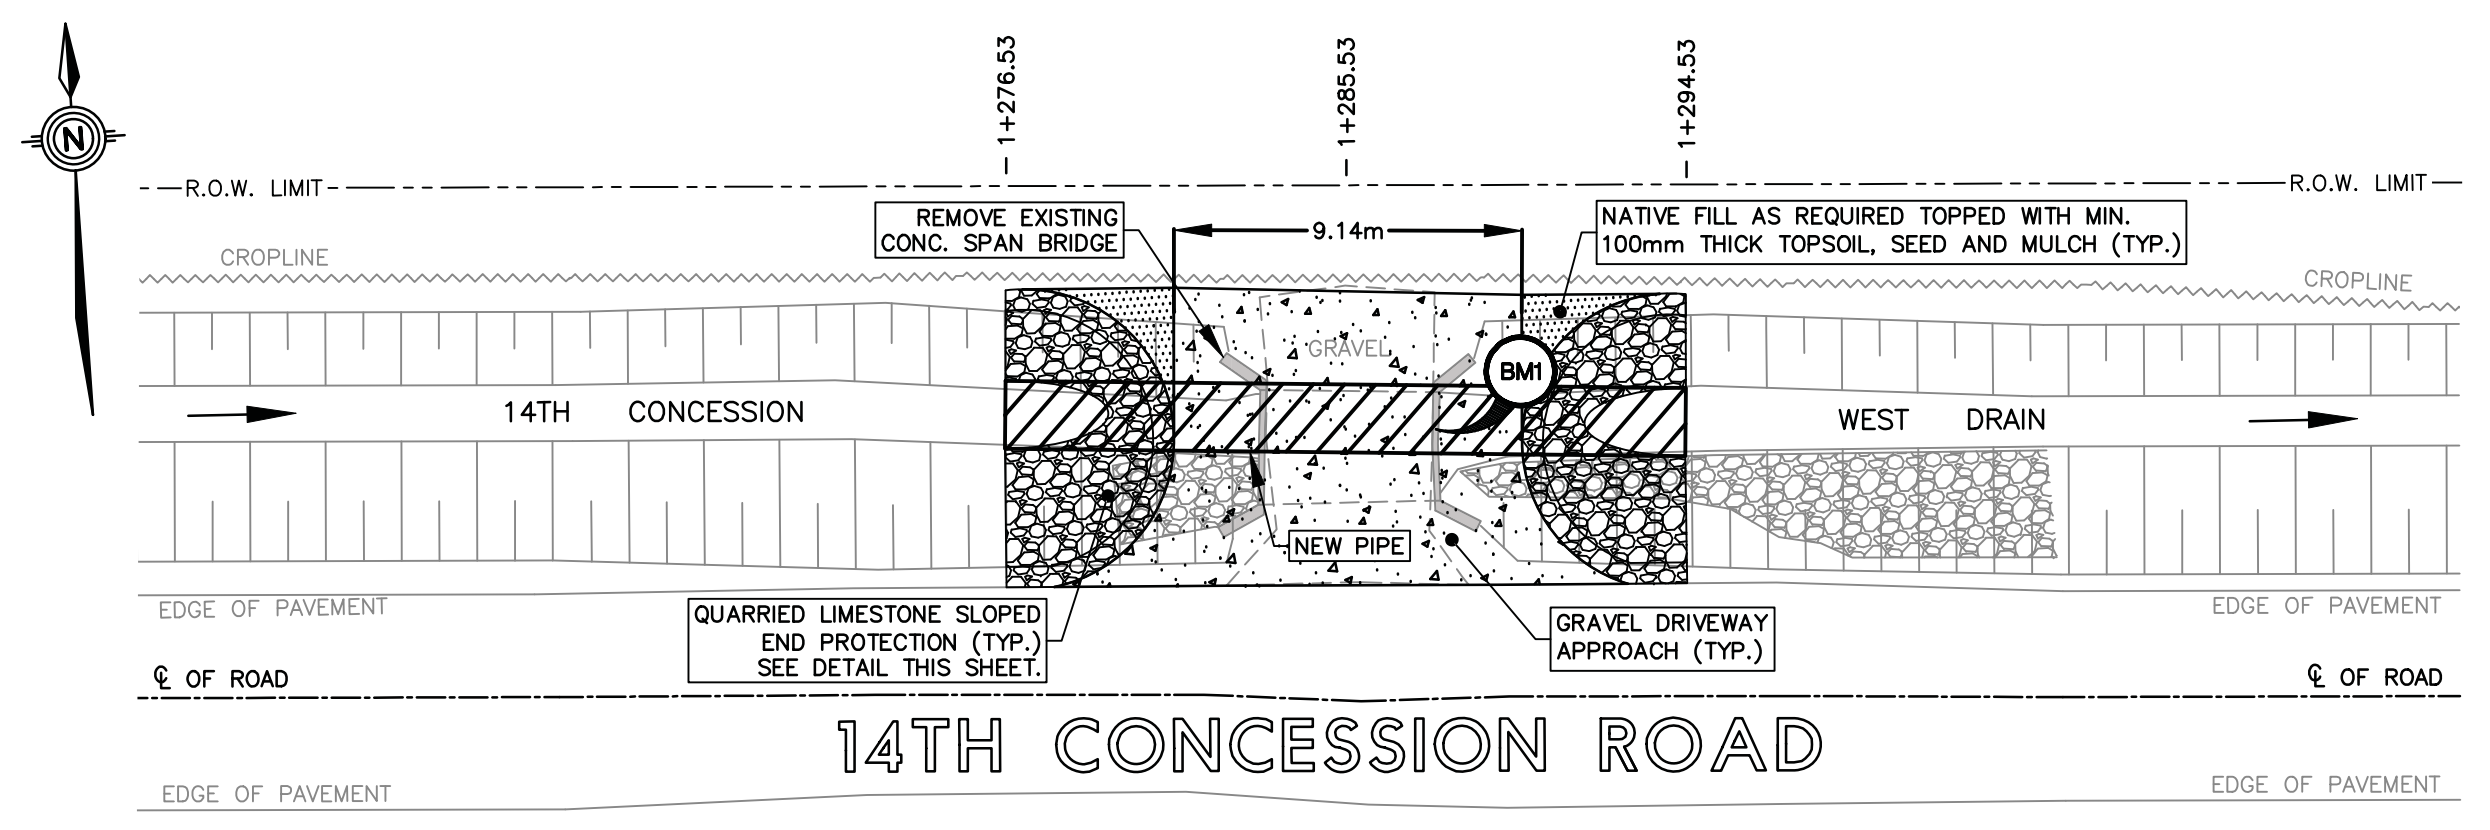 1+276.53
1+285.53
1+294.53
N
R.O.W. LIMIT
R.O.W. LIMIT
REMOVE EXISTING
CONC. SPAN BRIDGE
9.14m
NATIVE FILL AS REQUIRED TOPPED WITH MIN.
100mm THICK TOPSOIL, SEED AND MULCH (TYP.)
CROPLINE
CROPLINE
GRAVEL
BM1
14TH CONCESSION
WEST DRAIN
NEW PIPE
EDGE OF PAVEMENT
EDGE OF PAVEMENT
QUARRIED LIMESTONE SLOPED
END PROTECTION (TYP.)
SEE DETAIL THIS SHEET.
GRAVEL DRIVEWAY
APPROACH (TYP.)
℄ OF ROAD
℄ OF ROAD
14TH CONCESSION ROAD
EDGE OF PAVEMENT
EDGE OF PAVEMENT